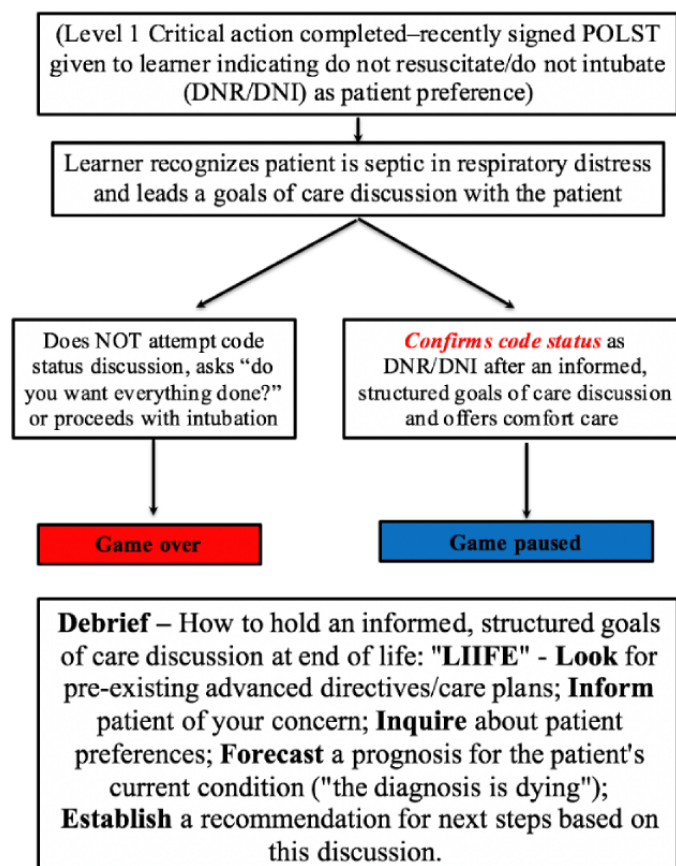 (Level 1 Critical action completed–recently signed POLST
given to learner indicating do not resuscitate/do not intubate
(DNR/DNI) as patient preference)
Learner recognizes patient is septic in respiratory distress
and leads a goals of care discussion with the patient
Does NOT attempt code
status discussion, asks “do
you want everything done?”
or proceeds with intubation
Confirms code status as
DNR/DNI after an informed,
structured goals of care discussion
and offers comfort care
Game over
Game paused
Debrief – How to hold an informed, structured goals
of care discussion at end of life: "LIIFE" - Look for
pre-existing advanced directives/care plans; Inform
patient of your concern; Inquire about patient
preferences; Forecast a prognosis for the patient's
current condition ("the diagnosis is dying");
Establish a recommendation for next steps based on
this discussion.